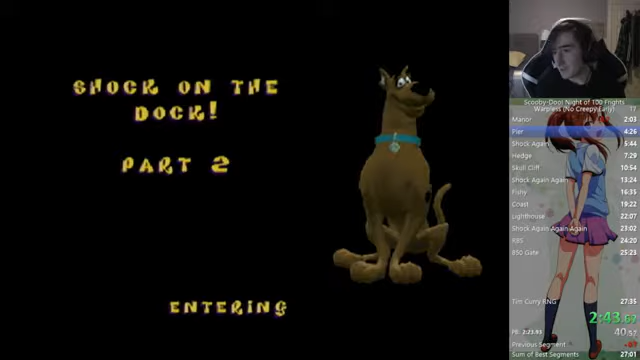 SHOCK ON THE
DOCK!
PART 2
ENTERING
Scooby-Doo! Night of 100 Frights
Warpless (No Creepy Early)
Manor 2:03
Pier 4:26
Shock Again 5:44
Hedge 7:29
Skull Cliff 10:54
Shock Again Again 13:24
Fishy 16:35
Coast 19:22
Lighthouse 22:07
Shock Again Again Again 23:02
RBS 24:20
B50 Gate 25:23
Tim Curry RNG 27:35
2:43.62
Previous Segment
Sum of Best Segments 27:01